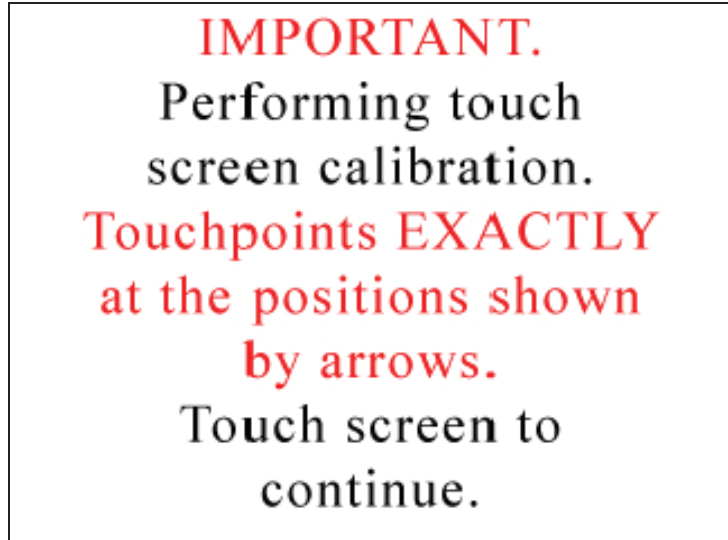 IMPORTANT.
Performing touch
screen calibration.
Touchpoints EXACTLY
at the positions shown
by arrows.
Touch screen to
continue.